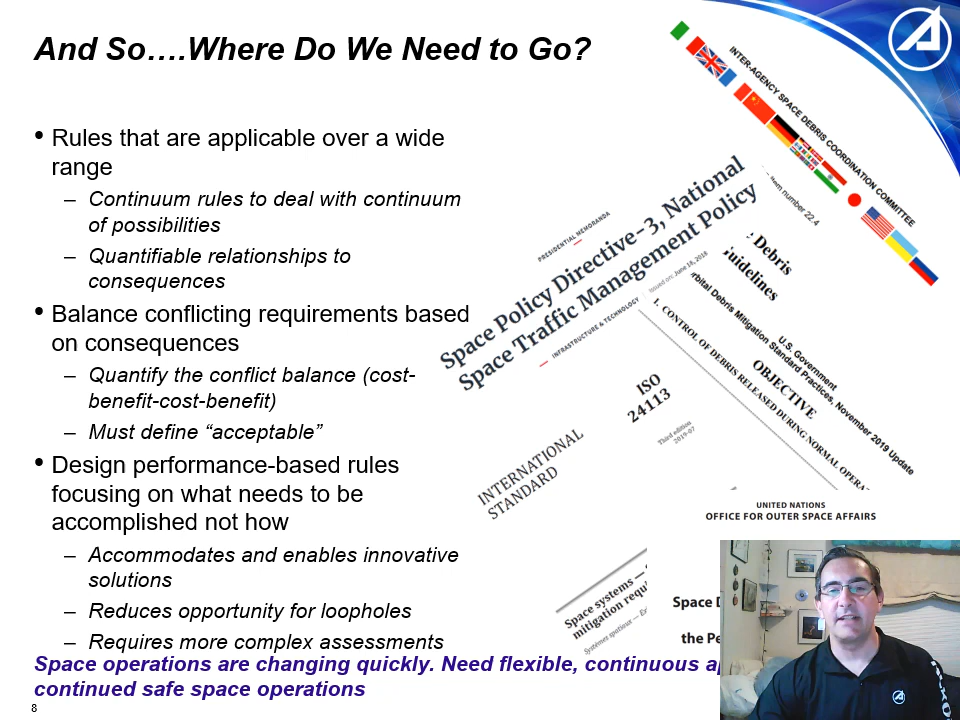 And So….Where Do We Need to Go?
• Rules that are applicable over a wide
range
– Continuum rules to deal with continuum
of possibilities
– Quantifiable relationships to
consequences
• Balance conflicting requirements based
on consequences
– Quantify the conflict balance (cost-
benefit-cost-benefit)
– Must define “acceptable”
• Design performance-based rules
focusing on what needs to be
accomplished not how
– Accommodates and enables innovative
solutions
– Reduces opportunity for loopholes
– Requires more complex assessments
Space operations are changing quickly. Need flexible, continuous
continued safe space operations
8
INTER-AGENCY SPACE DEBRIS COORDINATION COMMITTEE
item number 22.4
Debris
PRESIDENTIAL MEMORANDA
Space Policy Directive-3, National
Space Traffic Management Policy
INFRASTRUCTURE & TECHNOLOGY
Issued on: June 18, 2018
U.S. Government
Debris Mitigation Standard Practices, November 2019 Update
OBJECTIVE
CONTROL OF DEBRIS RELEASED DURING NORMAL
INTERNATIONAL
STANDARD
ISO
24113
Third edition
2019-07
Space systems —
mitigation
UNITED NATIONS
OFFICE FOR OUTER SPACE AFFAIRS
Space
the